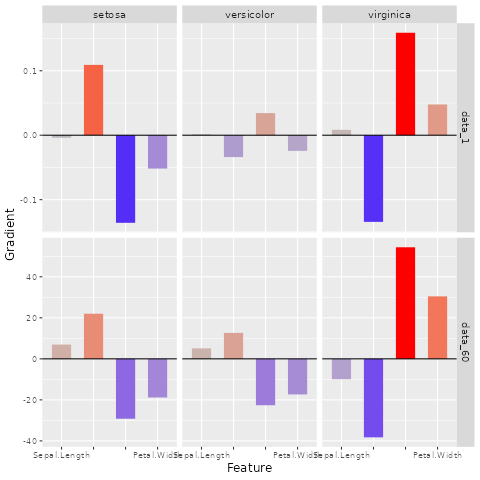 setosa
versicolor
virginica
0.1
0.0
-0.1
data_1
Gradient
40
20
0
-20
-40
data_60
Sepal.Length
Petal.Width
Sepal.Length
Petal.Width
Sepal.Length
Petal.Width
Feature